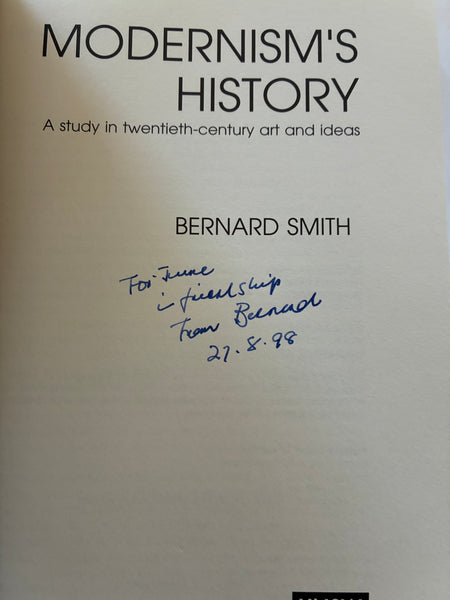 MODERNISM'S
HISTORY
A study in twentieth-century art and ideas
BERNARD SMITH
For June
in friendship
From Bernard
27.8.98